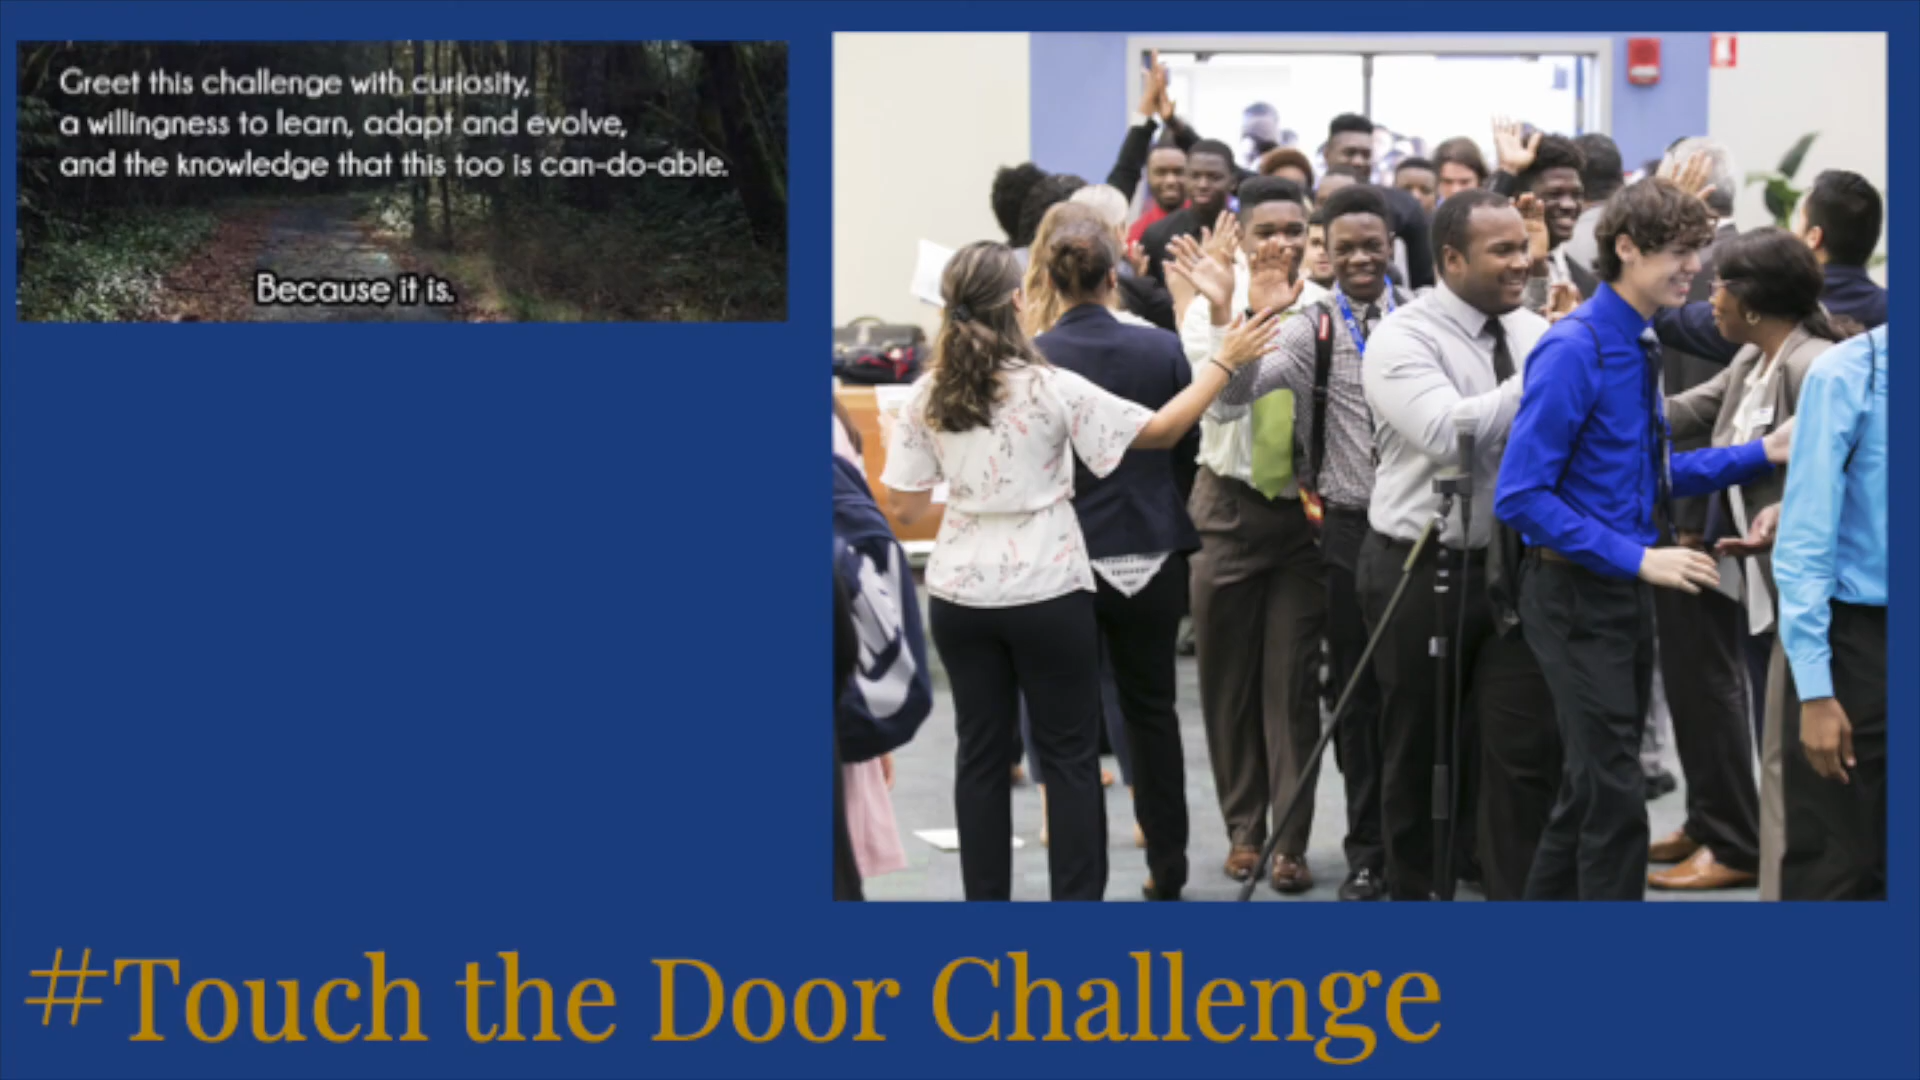 Greet this challenge with curiosity,
a willingness to learn, adapt and evolve,
and the knowledge that this too is can-do-able.
Because it is.
#Touch the Door Challenge